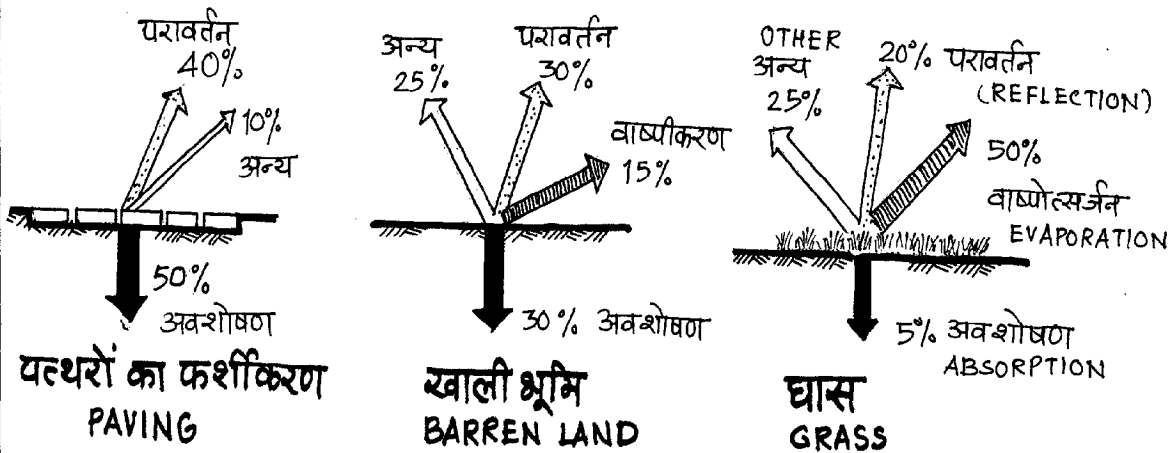 परावर्तन
40%
10%
अन्य
50%
अवशोषण
पत्थरों का फर्शीकरण
PAVING
अन्य
25%
परावर्तन
30%
वाष्पीकरण
15%
30% अवशोषण
खाली भूमि
BARREN LAND
OTHER
अन्य
25%
20% परावर्तन
(REFLECTION)
50%
वाष्पोत्सर्जन
EVAPORATION
5% अवशोषण
ABSORPTION
घास
GRASS